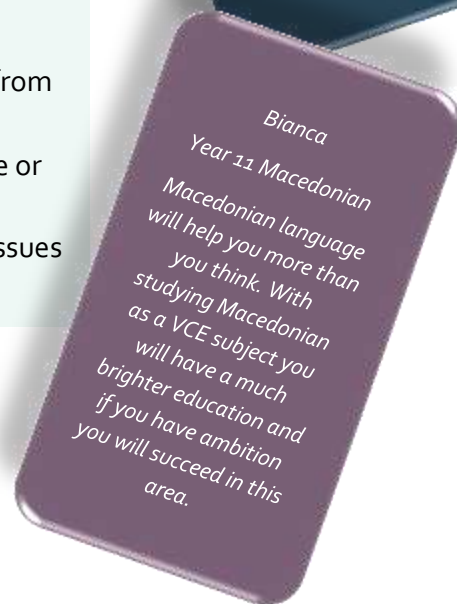 or
ssues
Bianca
Year 11 Macedonian
Macedonian language
will help you more than
you think. With
studying Macedonian
as a VCE subject you
will have a much
brighter education and
if you have ambition
you will succeed in this
area.